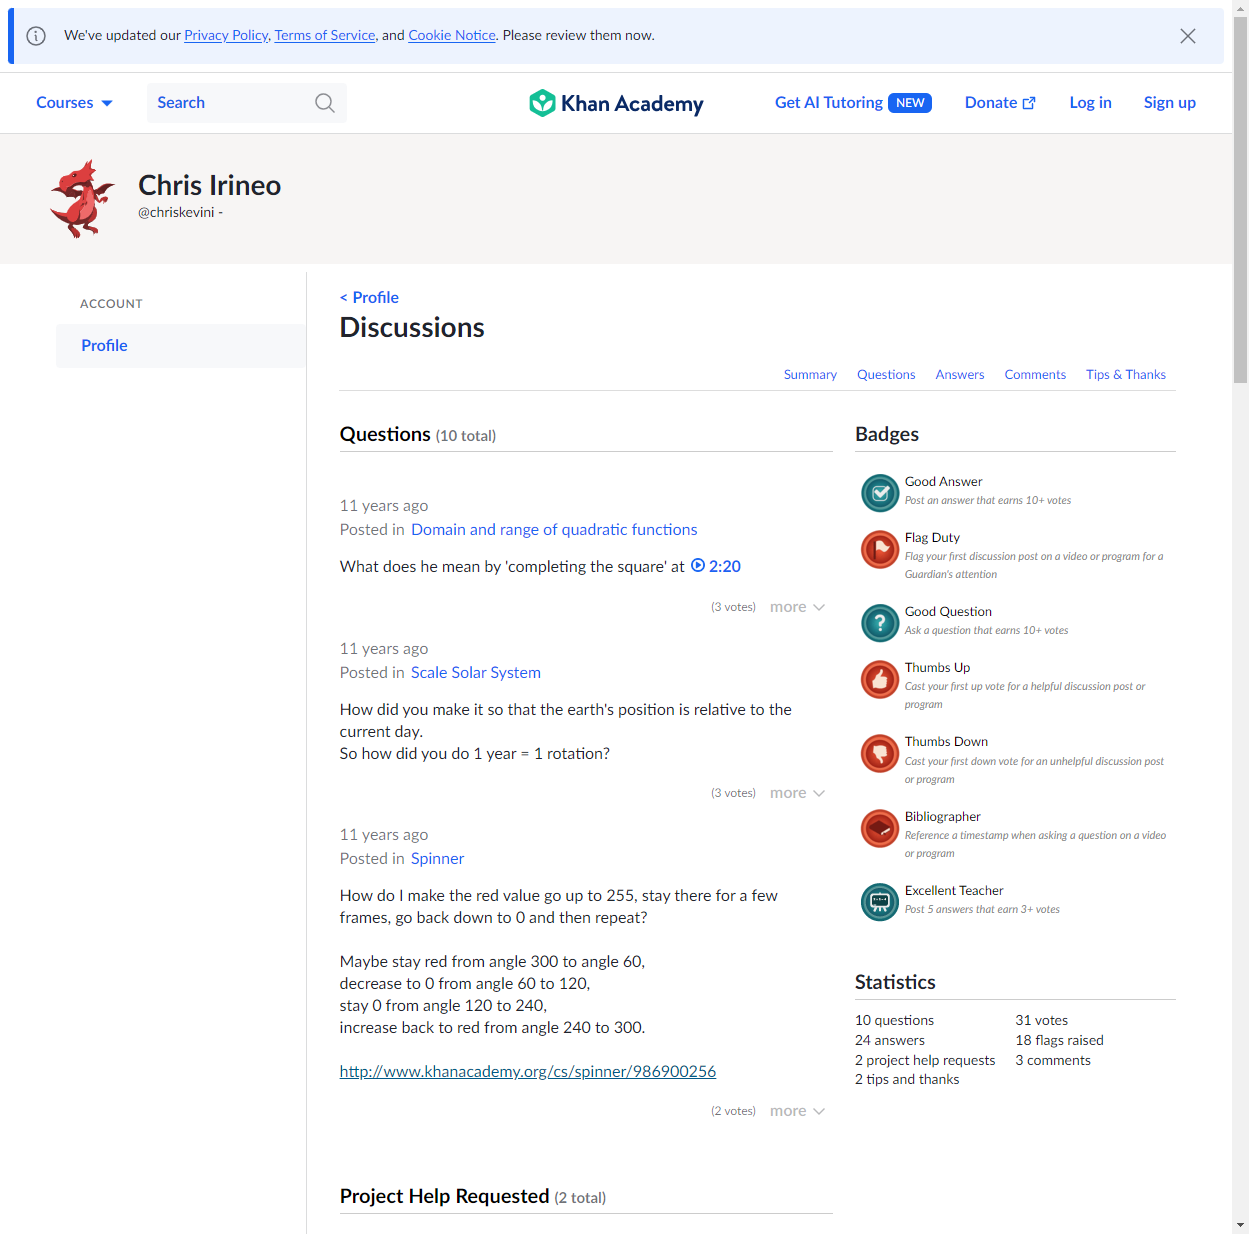 We've updated our Privacy Policy, Terms of Service, and Cookie Notice. Please review them now.
Courses
Search
Khan Academy
Get AI Tutoring NEW
Donate
Log in
Sign up
Chris Irineo
@chriskevini -
ACCOUNT
Profile
< Profile
Discussions
Summary
Questions
Answers
Comments
Tips & Thanks
Questions (10 total)
11 years ago
Posted in Domain and range of quadratic functions
What does he mean by 'completing the square' at 2:20
(3 votes) more
11 years ago
Posted in Scale Solar System
How did you make it so that the earth's position is relative to the
current day.
So how did you do 1 year = 1 rotation?
(3 votes) more
11 years ago
Posted in Spinner
How do I make the red value go up to 255, stay there for a few
frames, go back down to 0 and then repeat?
Maybe stay red from angle 300 to angle 60,
decrease to 0 from angle 60 to 120,
stay 0 from angle 120 to 240,
increase back to red from angle 240 to 300.
http://www.khanacademy.org/cs/spinner/986900256
(2 votes) more
Project Help Requested (2 total)
Badges
Good Answer
Post an answer that earns 10+ votes
Flag Duty
Flag your first discussion post on a video or program for a
Guardian's attention
Good Question
Ask a question that earns 10+ votes
Thumbs Up
Cast your first up vote for a helpful discussion post or
program
Thumbs Down
Cast your first down vote for an unhelpful discussion post
or program
Bibliographer
Reference a timestamp when asking a question on a video
or program
Excellent Teacher
Post 5 answers that earn 3+ votes
Statistics
10 questions
24 answers
2 project help requests
2 tips and thanks
31 votes
18 flags raised
3 comments